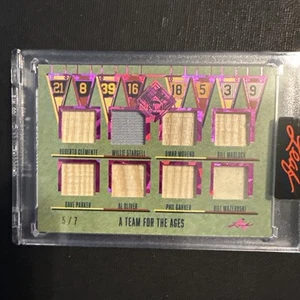 21 8 39 16 18 5 3 9
ROBERTO CLEMENTE WILLIE STARGELL OMAR MORENO BILL MADLOCK
DAVE PARKER AL OLIVER PHIL GARNER BILL MAZEROSKI
5/7
A TEAM FOR THE AGES
Leaf